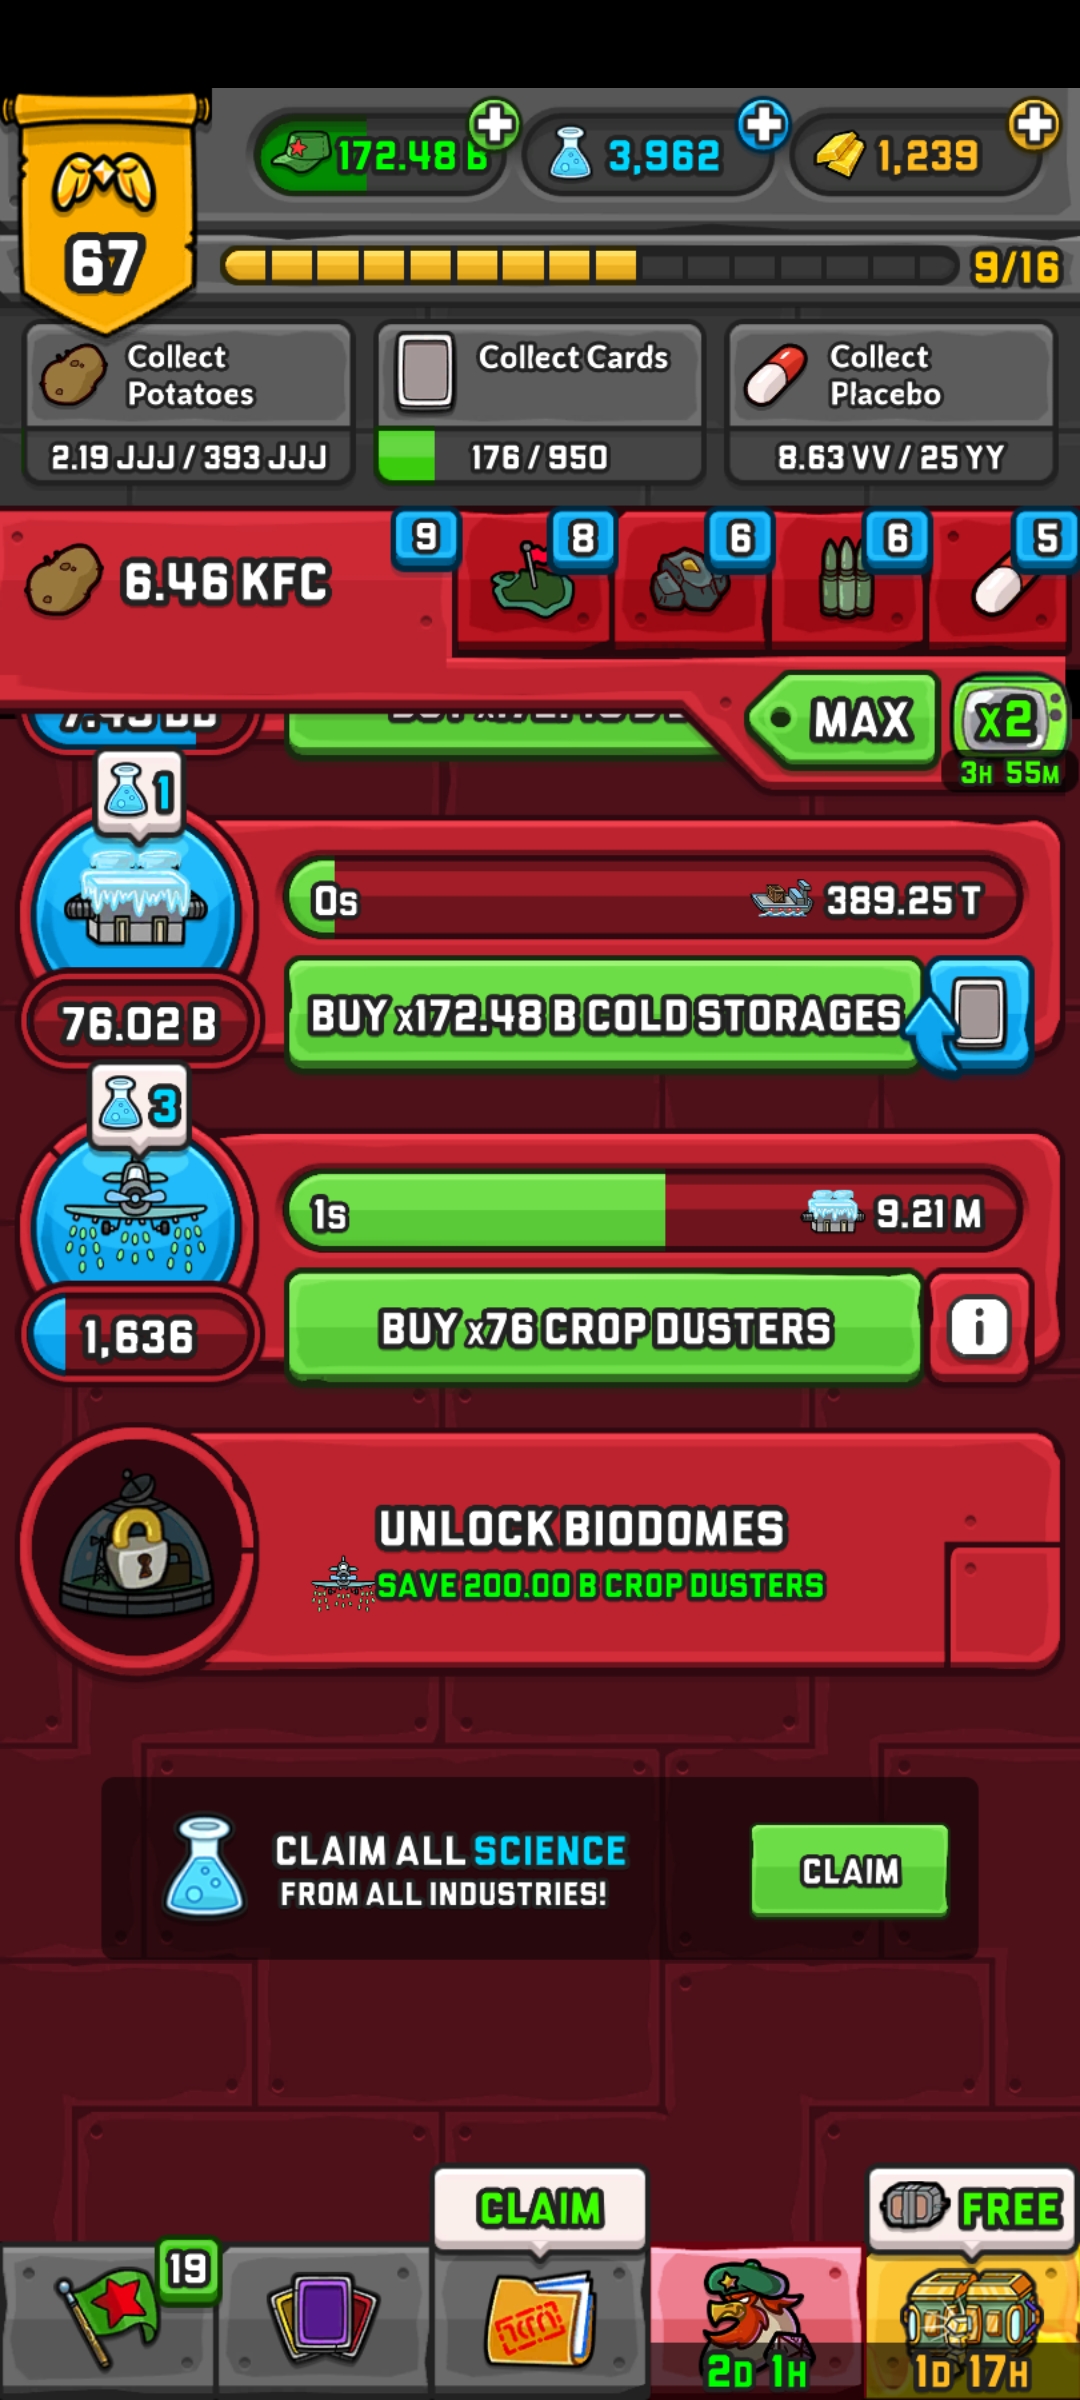 172.48 B
3,962
1,239
67
9/16
Collect
Potatoes
2.19 JJJ / 393 JJJ
Collect Cards
176 / 950
Collect
Placebo
8.63 VV / 25 YY
6.46 KFC
9
8
6
6
5
MAX
x2
3H 55M
1
0s
389.25 T
76.02 B
BUY x172.48 B COLD STORAGES
3
1s
9.21 M
1,636
BUY x76 CROP DUSTERS
i
UNLOCK BIODOMES
SAVE 200.00 B CROP DUSTERS
CLAIM ALL SCIENCE
FROM ALL INDUSTRIES!
CLAIM
CLAIM
FREE
19
2D 1H
1D 17H